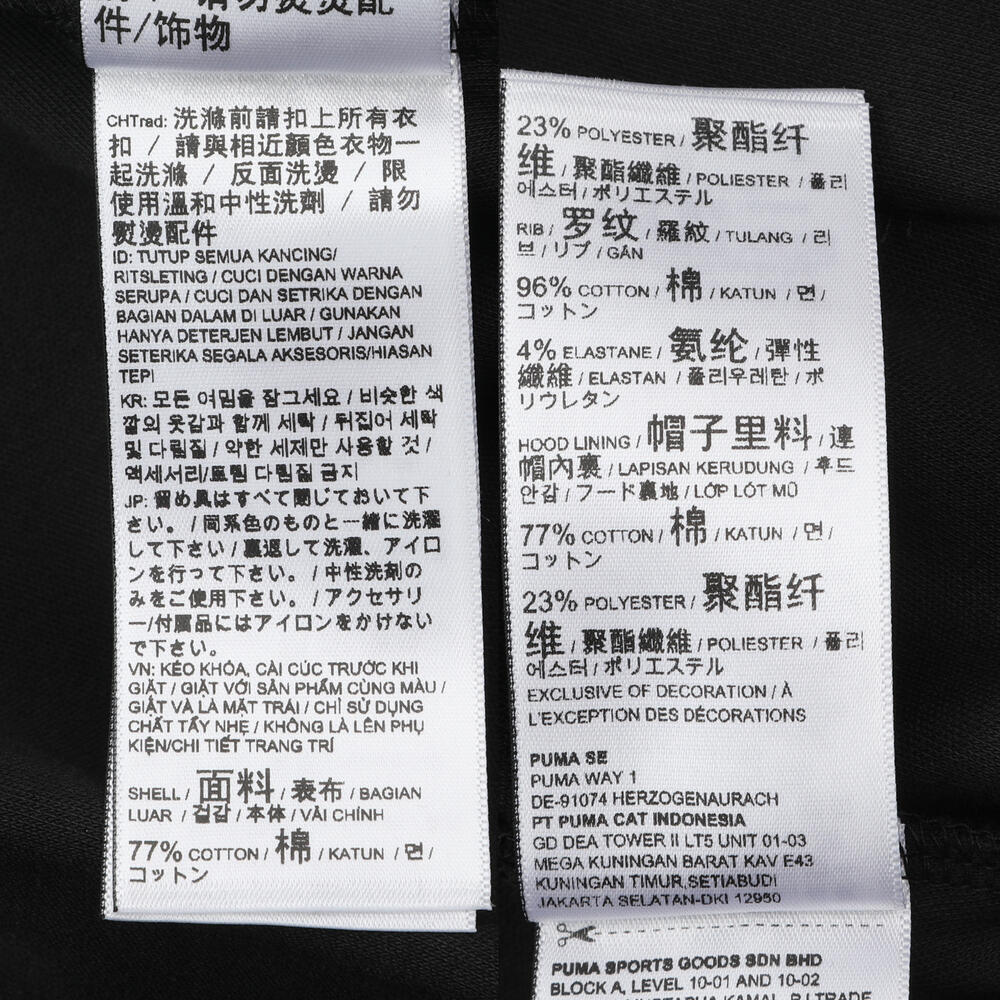 件/饰物
CHTrad: 洗滌前請扣上所有衣
扣 / 請與相近顏色衣物一
起洗滌 / 反面洗燙 / 限
使用溫和中性洗劑 / 請勿
熨燙配件
ID: TUTUP SEMUA KANCING/
RITSLETING / CUCI DENGAN WARNA
SERUPA / CUCI DAN SETRIKA DENGAN
BAGIAN DALAM DI LUAR / GUNAKAN
HANYA DETERJEN LEMBUT / JANGAN
SETERIKA SEGALA AKSESORIS/HIASAN
TEPI
KR: 모든 여밈을 잠그세요 / 비슷한 색
깔의 옷감과 함께 세탁 / 뒤집어 세탁
및 다림질 / 약한 세제만 사용할 것 /
액세서리/트림 다림질 금지
JP: 留め具はすべて閉じておいて下
さい。 / 同系色のものと一緒に洗濯
して下さい / 裏返して洗濯、アイロ
ンを行って下さい。 / 中性洗剤の
みをご使用下さい。 / アクセサリ
ー/付属品にはアイロンをかけない
で下さい。
VN: KÉO KHÓA, CÀI CÚC TRƯỚC KHI
GIẶT / GIẶT VỚI SẢN PHẨM CÙNG MÀU /
GIẶT VÀ LÀ MẶT TRÁI / CHỈ SỬ DỤNG
CHẤT TẨY NHẸ / KHÔNG LÀ LÊN PHỤ
KIỆN/CHI TIẾT TRANG TRÍ
SHELL / 面料 / 表布 / BAGIAN
LUAR / 겉감 / 本体 / VẢI CHÍNH
77% COTTON / 棉 / KATUN / 면 /
コットン
23% POLYESTER / 聚酯纤
维 / 聚酯纖維 / POLIESTER / 폴리
에스터 / ポリエステル
RIB / 罗纹 / 羅紋 / TULANG / 리
브 / リブ / GÂN
96% COTTON / 棉 / KATUN / 면 /
コットン
4% ELASTANE / 氨纶 / 彈性
纖維 / ELASTAN / 폴리우레탄 / ポ
リウレタン
HOOD LINING / 帽子里料 / 連
帽內裏 / LAPISAN KERUDUNG / 후드
안감 / フード裏地 / LỚP LÓT MŨ
77% COTTON / 棉 / KATUN / 면 /
コットン
23% POLYESTER / 聚酯纤
维 / 聚酯纖維 / POLIESTER / 폴리
에스터 / ポリエステル
EXCLUSIVE OF DECORATION / À
L'EXCEPTION DES DÉCORATIONS
PUMA SE
PUMA WAY 1
DE-91074 HERZOGENAURACH
PT PUMA CAT INDONESIA
GD DEA TOWER II LT5 UNIT 01-03
MEGA KUNINGAN BARAT KAV E43
KUNINGAN TIMUR,SETIABUDI
JAKARTA SELATAN-DKI 12950
PUMA SPORTS GOODS SDN BHD
BLOCK A, LEVEL 10-01 AND 10-02